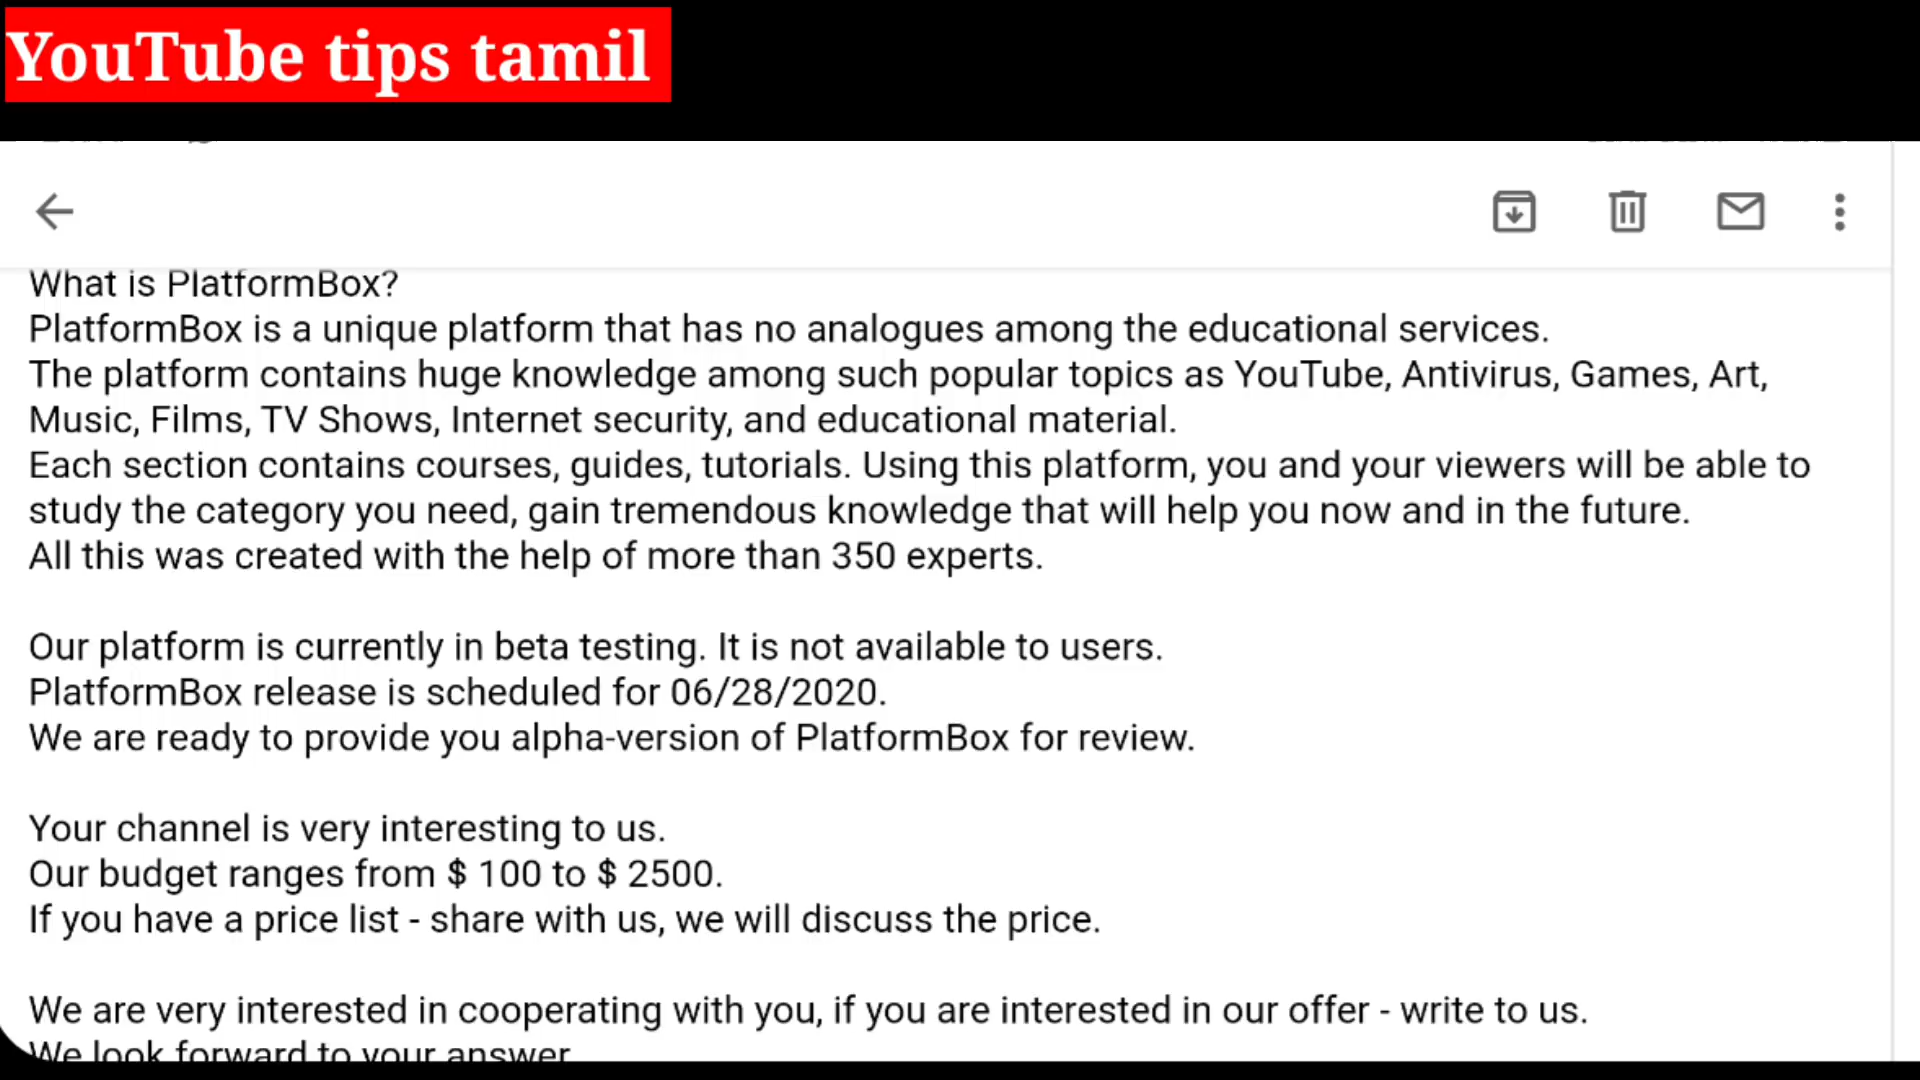 YouTube tips tamil
What is PlatformBox?
PlatformBox is a unique platform that has no analogues among the educational services.
The platform contains huge knowledge among such popular topics as YouTube, Antivirus, Games, Art,
Music, Films, TV Shows, Internet security, and educational material.
Each section contains courses, guides, tutorials. Using this platform, you and your viewers will be able to
study the category you need, gain tremendous knowledge that will help you now and in the future.
All this was created with the help of more than 350 experts.
Our platform is currently in beta testing. It is not available to users.
PlatformBox release is scheduled for 06/28/2020.
We are ready to provide you alpha-version of PlatformBox for review.
Your channel is very interesting to us.
Our budget ranges from $ 100 to $ 2500.
If you have a price list - share with us, we will discuss the price.
We are very interested in cooperating with you, if you are interested in our offer - write to us.
We look forward to your answer